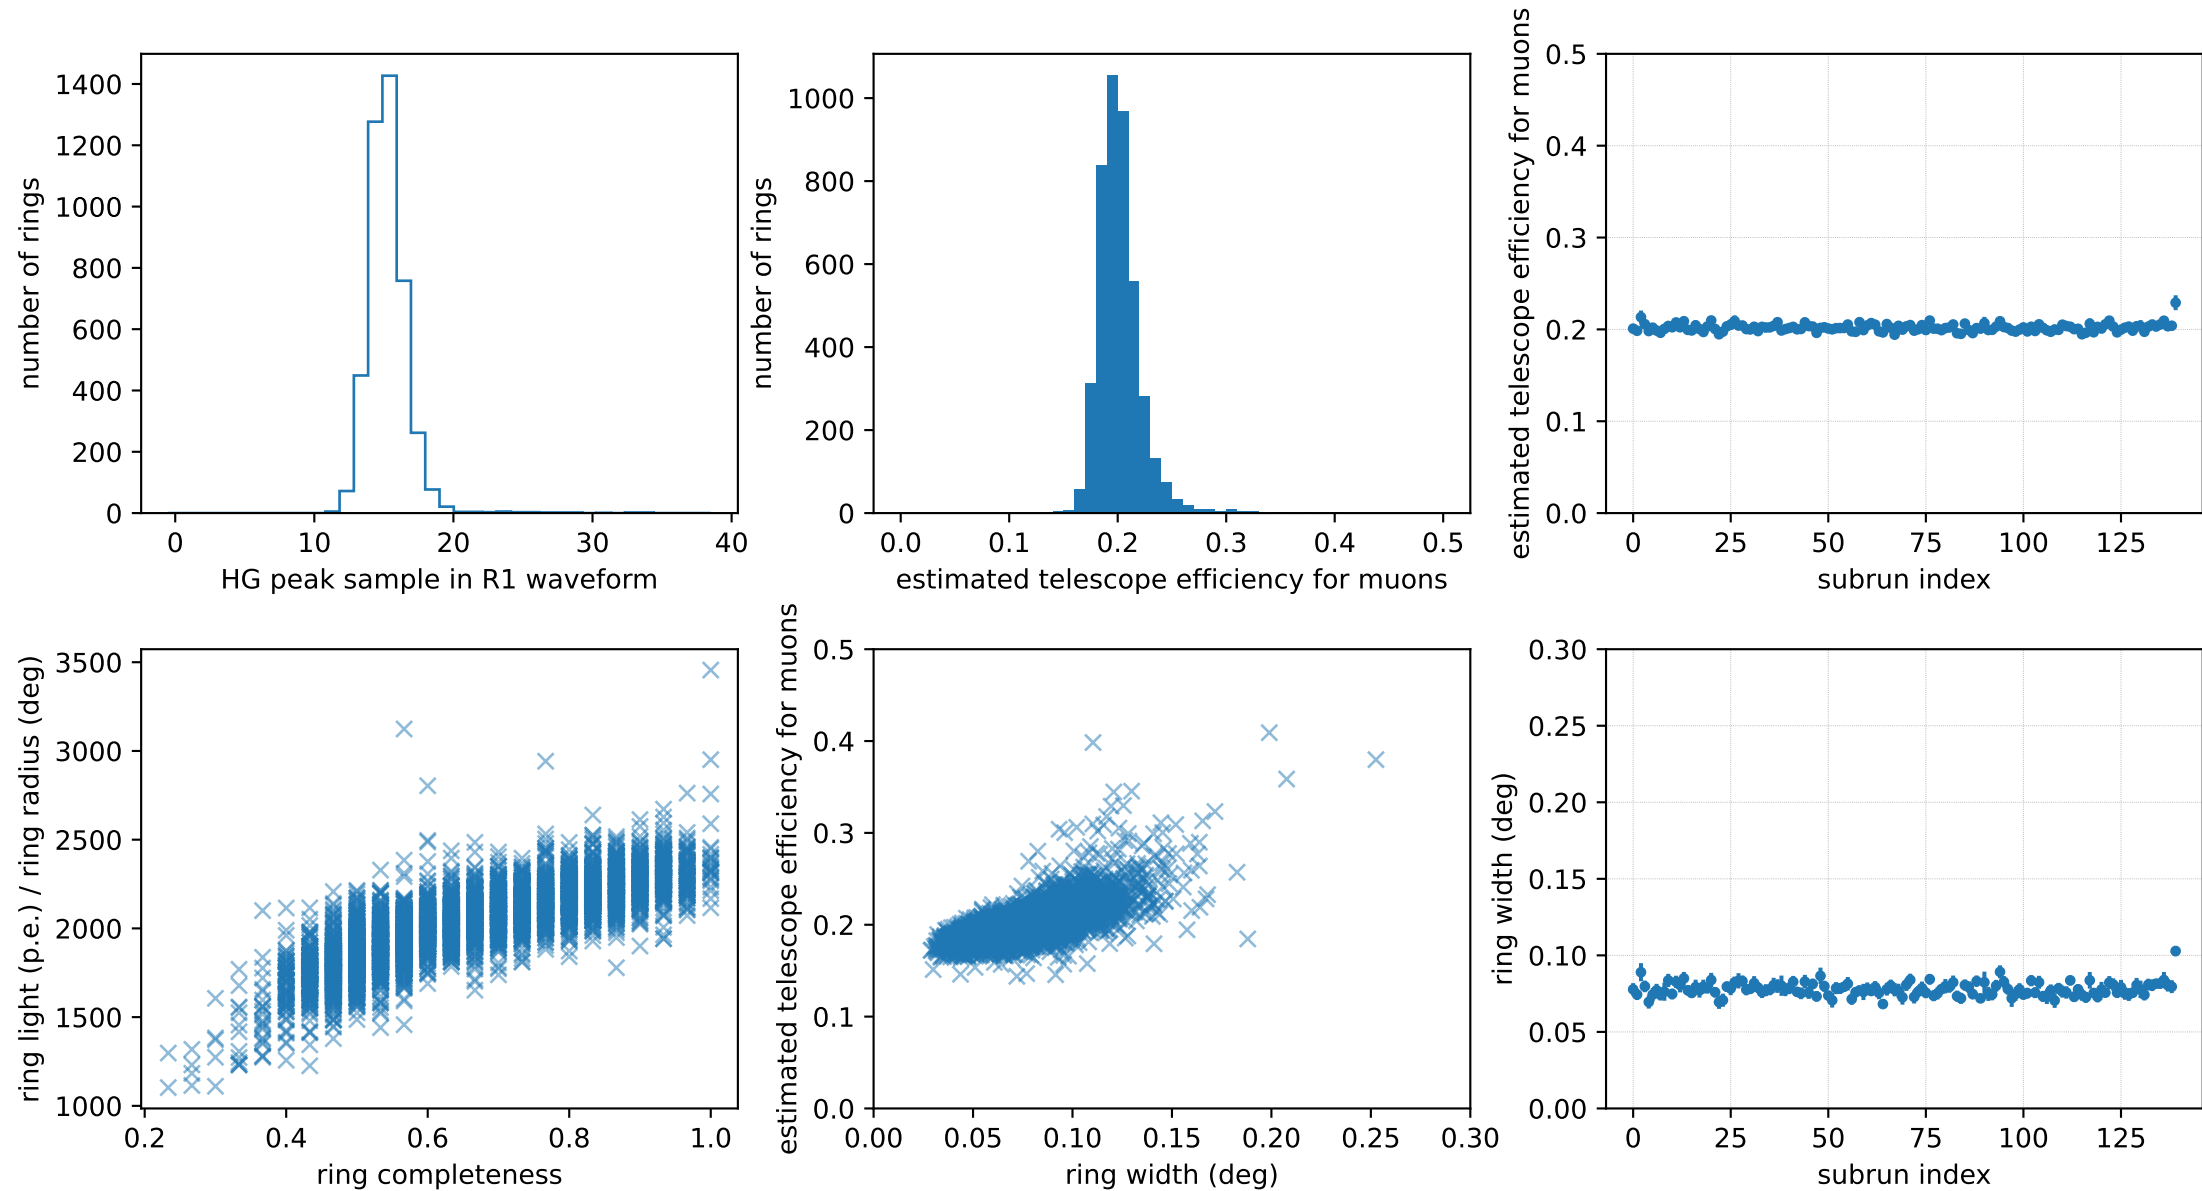 number of rings
1400
1200
1000
800
600
400
200
0
0 10 20 30 40
HG peak sample in R1 waveform
number of rings
1000
800
600
400
200
0
0.0 0.1 0.2 0.3 0.4 0.5
estimated telescope efficiency for muons
estimated telescope efficiency for muons
0.5
0.4
0.3
0.2
0.1
0.0
0 25 50 75 100 125
subrun index
ring light (p.e.) / ring radius (deg)
3500
3000
2500
2000
1500
1000
0.2 0.4 0.6 0.8 1.0
ring completeness
estimated telescope efficiency for muons
0.5
0.4
0.3
0.2
0.1
0.0
0.00 0.05 0.10 0.15 0.20 0.25 0.30
ring width (deg)
ring width (deg)
0.30
0.25
0.20
0.15
0.10
0.05
0.00
0 25 50 75 100 125
subrun index